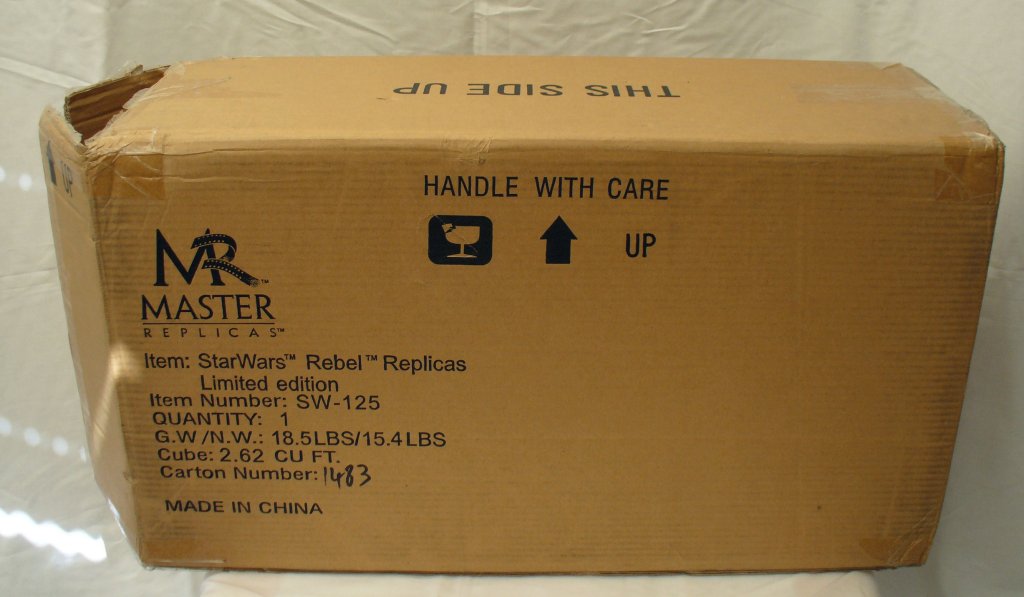 THIS SIDE UP
UP
HANDLE WITH CARE
UP
MR™
MASTER
REPLICAS™
Item: StarWars™ Rebel™ Replicas
Limited edition
Item Number: SW-125
QUANTITY: 1
G.W/N.W.: 18.5LBS/15.4LBS
Cube: 2.62 CU FT.
Carton Number: 1483
MADE IN CHINA